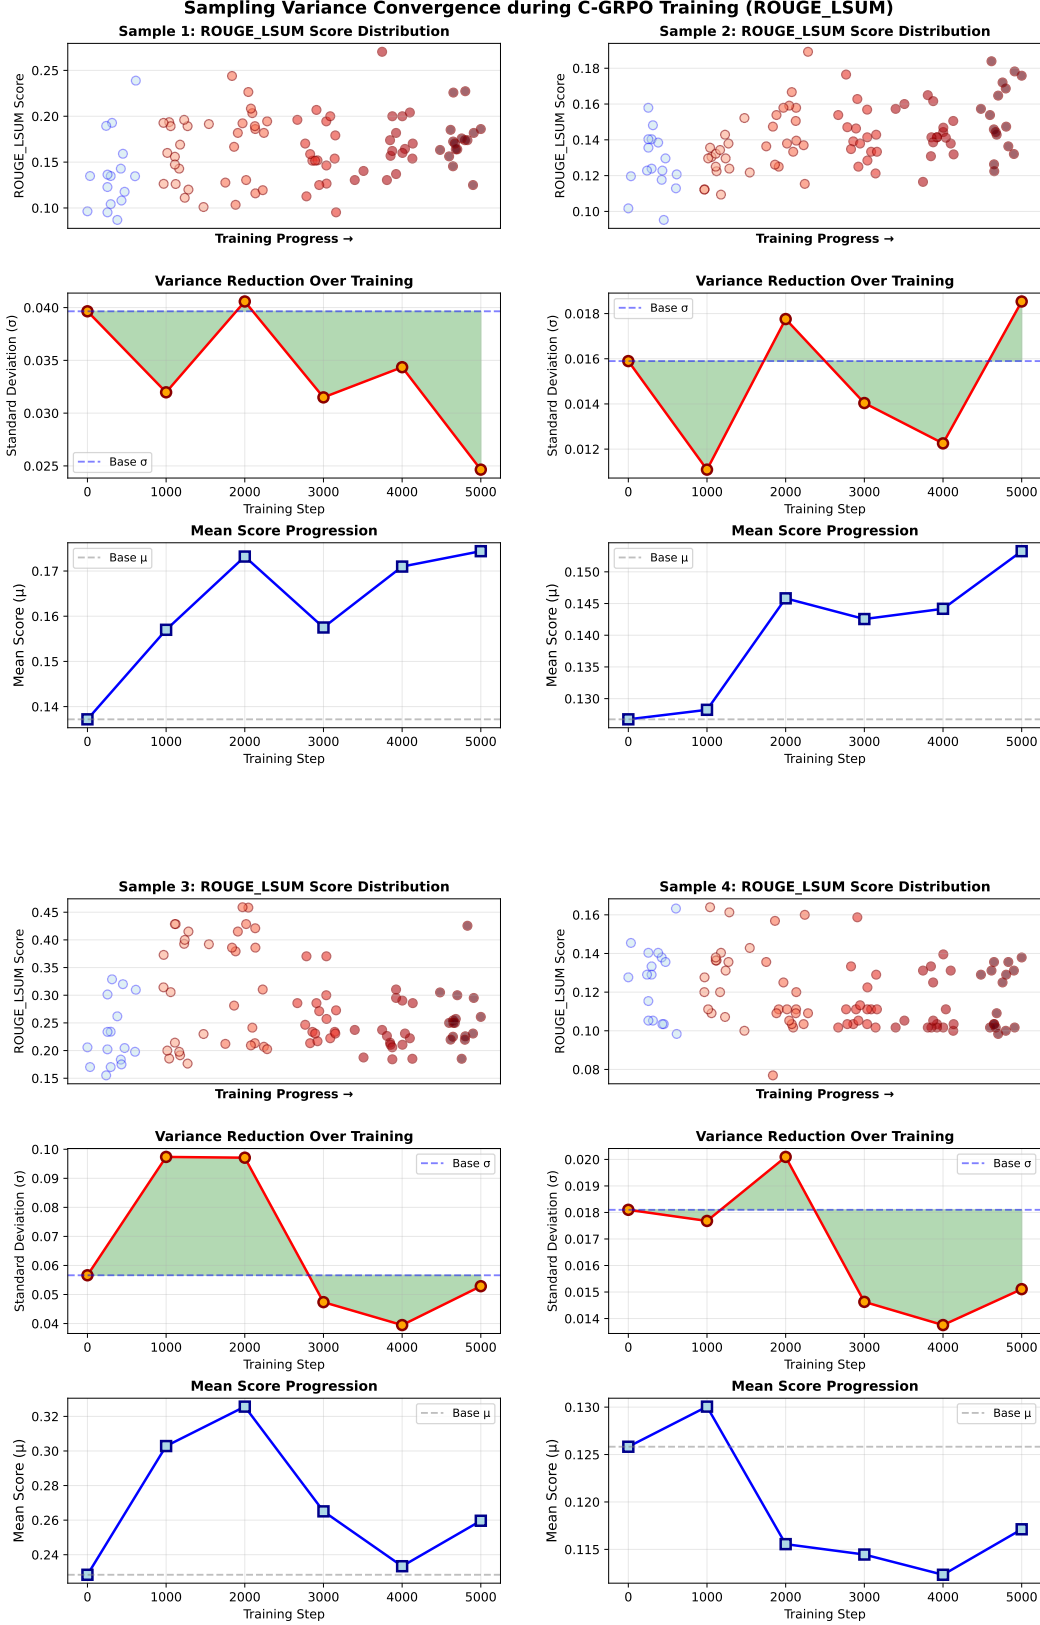 Sampling Variance Convergence during C-GRPO Training (ROUGE_LSUM)
Sample 1: ROUGE_LSUM Score Distribution
ROUGE_LSUM Score
0.25
0.20
0.15
0.10
Training Progress →
Sample 2: ROUGE_LSUM Score Distribution
ROUGE_LSUM Score
0.18
0.16
0.14
0.12
0.10
Training Progress →
Variance Reduction Over Training
Standard Deviation (σ)
0.040
0.035
0.030
0.025
Base σ
0 1000 2000 3000 4000 5000
Training Step
Variance Reduction Over Training
Standard Deviation (σ)
0.018
0.016
0.014
0.012
Base σ
0 1000 2000 3000 4000 5000
Training Step
Mean Score Progression
Mean Score (μ)
0.17
0.16
0.15
0.14
Base μ
0 1000 2000 3000 4000 5000
Training Step
Mean Score Progression
Mean Score (μ)
0.150
0.145
0.140
0.135
0.130
Base μ
0 1000 2000 3000 4000 5000
Training Step
Sample 3: ROUGE_LSUM Score Distribution
ROUGE_LSUM Score
0.45
0.40
0.35
0.30
0.25
0.20
0.15
Training Progress →
Sample 4: ROUGE_LSUM Score Distribution
ROUGE_LSUM Score
0.16
0.14
0.12
0.10
0.08
Training Progress →
Variance Reduction Over Training
Standard Deviation (σ)
0.10
0.09
0.08
0.07
0.06
0.05
0.04
Base σ
0 1000 2000 3000 4000 5000
Training Step
Variance Reduction Over Training
Standard Deviation (σ)
0.020
0.019
0.018
0.017
0.016
0.015
0.014
Base σ
0 1000 2000 3000 4000 5000
Training Step
Mean Score Progression
Mean Score (μ)
0.32
0.30
0.28
0.26
0.24
Base μ
0 1000 2000 3000 4000 5000
Training Step
Mean Score Progression
Mean Score (μ)
0.130
0.125
0.120
0.115
Base μ
0 1000 2000 3000 4000 5000
Training Step